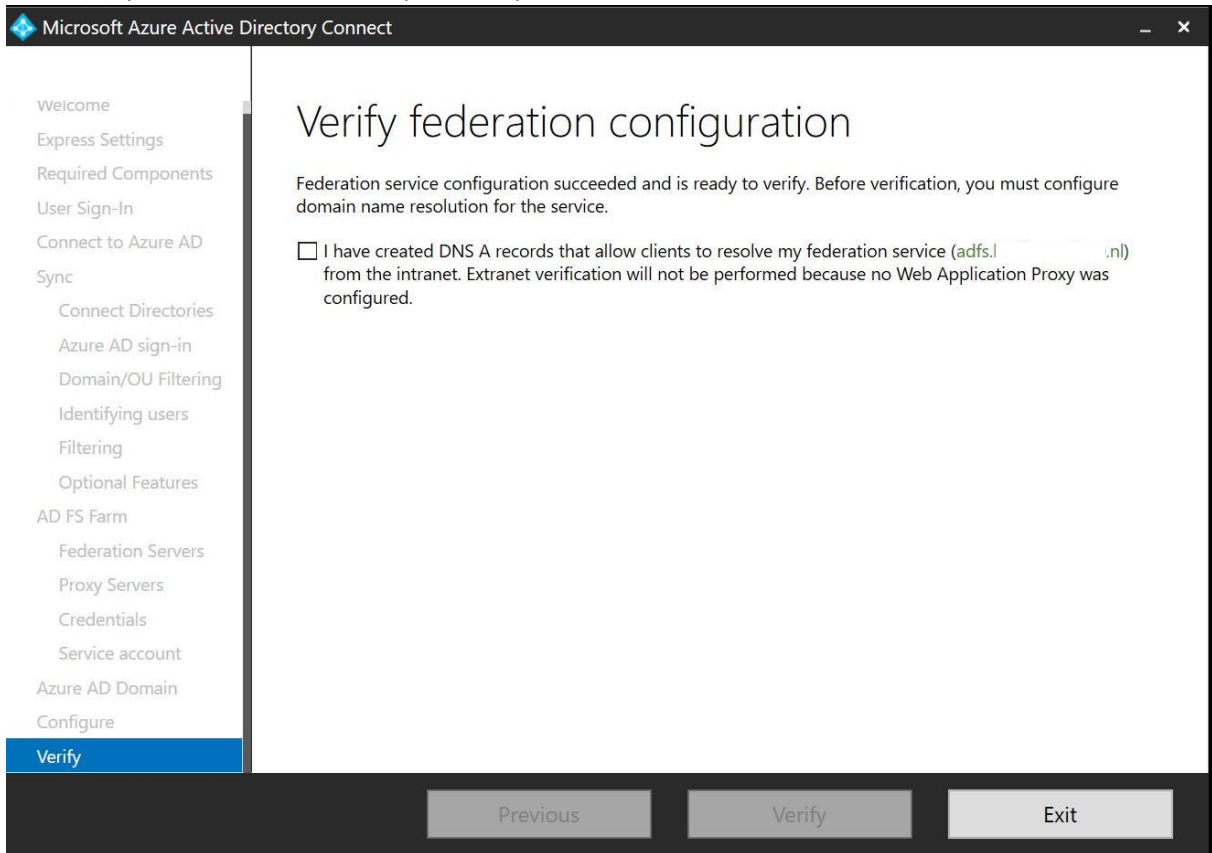 Microsoft Azure Active Directory Connect
Welcome
Express Settings
Required Components
User Sign-In
Connect to Azure AD
Sync
Connect Directories
Azure AD sign-in
Domain/OU Filtering
Identifying users
Filtering
Optional Features
AD FS Farm
Federation Servers
Proxy Servers
Credentials
Service account
Azure AD Domain
Configure
Verify
Verify federation configuration
Federation service configuration succeeded and is ready to verify. Before verification, you must configure
domain name resolution for the service.
I have created DNS A records that allow clients to resolve my federation service (adfs. .nl)
from the intranet. Extranet verification will not be performed because no Web Application Proxy was
configured.
Previous
Verify
Exit